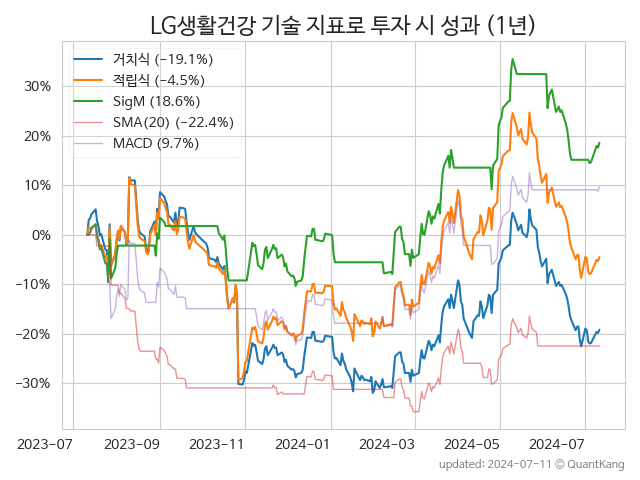 LG생활건강 기술 지표로 투자 시 성과 (1년)
거치식 (−19.1%)
적립식 (−4.5%)
SigM (18.6%)
SMA(20) (−22.4%)
MACD (9.7%)
30%
20%
10%
0%
−10%
−20%
−30%
2023-07
2023-09
2023-11
2024-01
2024-03
2024-05
2024-07
updated: 2024-07-11 © QuantKang